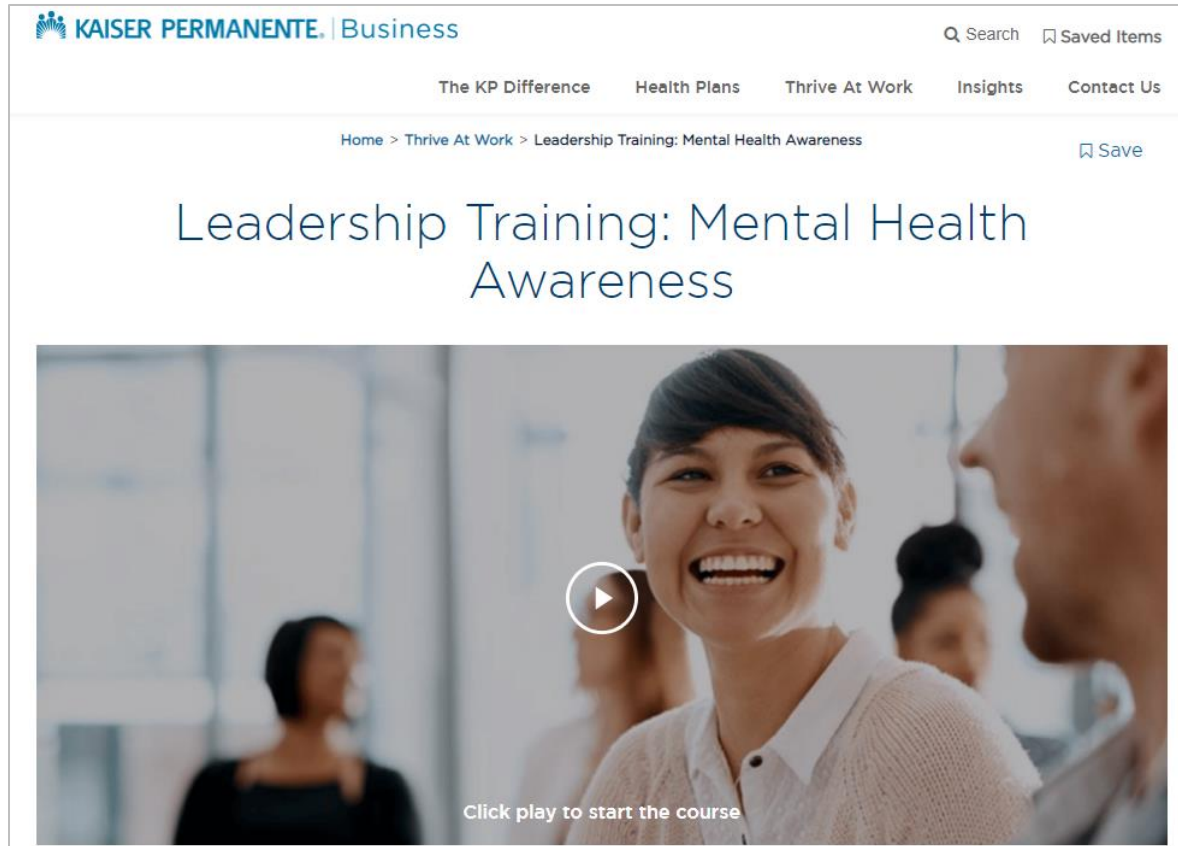 KAISER PERMANENTE® | Business
Search Saved Items
The KP Difference Health Plans Thrive At Work Insights Contact Us
Home > Thrive At Work > Leadership Training: Mental Health Awareness
Save
Leadership Training: Mental Health
Awareness
Click play to start the course